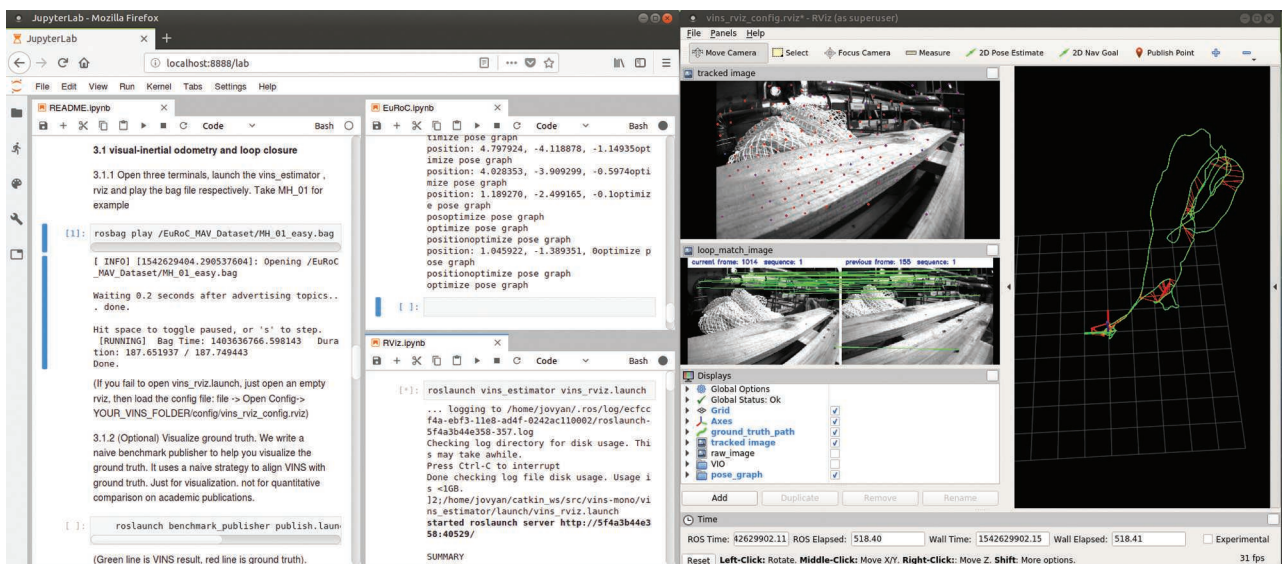 JupyterLab - Mozilla Firefox
JupyterLab
localhost:8888/lab
File Edit View Run Kernel Tabs Settings Help
README.ipynb
Code
Bash
3.1 visual-inertial odometry and loop closure
3.1.1 Open three terminals, launch the vins_estimator ,
rviz and play the bag file respectively. Take MH_01 for
example
[1]: rosbag play /EuRoC_MAV_Dataset/MH_01_easy.bag
[ INFO] [1542629404.290537604]: Opening /EuRoC
_MAV_Dataset/MH_01_easy.bag
Waiting 0.2 seconds after advertising topics..
. done.
Hit space to toggle paused, or 's' to step.
[RUNNING] Bag Time: 1403636766.598143 Dura
tion: 187.651937 / 187.749443
Done.
(If you fail to open vins_rviz.launch, just open an empty
rviz, then load the config file: file -> Open Config->
YOUR_VINS_FOLDER/config/vins_rviz_config.rviz)
3.1.2 (Optional) Visualize ground truth. We write a
naive benchmark publisher to help you visualize the
ground truth. It uses a naive strategy to align VINS with
ground truth. Just for visualization. not for quantitative
comparison on academic publications.
[ ]: roslaunch benchmark_publisher publish.laun
(Green line is VINS result, red line is ground truth).
EuRoC.ipynb
Code
Bash
timize pose graph
position: 4.797924, -4.118878, -1.14935opt
imize pose graph
position: 4.028353, -3.909299, -0.5974opti
mize pose graph
position: 1.189270, -2.499165, -0.1optimiz
e pose graph
posoptimize pose graph
optimize pose graph
positionoptimize pose graph
position: 1.045922, -1.389351, 0optimize p
ose graph
positionoptimize pose graph
optimize pose graph
[ ]:
RViz.ipynb
Code
Bash
[*]: roslaunch vins_estimator vins_rviz.launch
... logging to /home/jovyan/.ros/log/ecfcc
f4a-ebf3-11e8-ad4f-0242ac110002/roslaunch-
5f4a3b44e358-357.log
Checking log directory for disk usage. Thi
s may take awhile.
Press Ctrl-C to interrupt
Done checking log file disk usage. Usage i
s <1GB.
]2;/home/jovyan/catkin_ws/src/vins-mono/vi
ns_estimator/launch/vins_rviz.launch
started roslaunch server http://5f4a3b44e3
58:40529/
SUMMARY
vins_rviz_config.rviz* - RViz (as superuser)
File Panels Help
Move Camera Select Focus Camera Measure 2D Pose Estimate 2D Nav Goal Publish Point
tracked image
loop_match_image
current frame: 1014 sequence: 1 previous frame: 155 sequence: 1
Displays
Global Options
Global Status: Ok
Grid
Axes
ground_truth_path
tracked image
raw_image
VIO
pose_graph
Add Duplicate Remove Rename
Time
ROS Time: 42629902.11 ROS Elapsed: 518.40 Wall Time: 1542629902.15 Wall Elapsed: 518.41 Experimental
Reset Left-Click: Rotate. Middle-Click: Move X/Y. Right-Click:: Move Z. Shift: More options. 31 fps